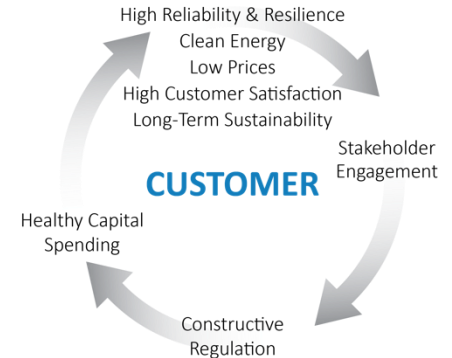 High Reliability & Resilience
Clean Energy
Low Prices
High Customer Satisfaction
Long-Term Sustainability
Stakeholder
Engagement
CUSTOMER
Healthy Capital
Spending
Constructive
Regulation